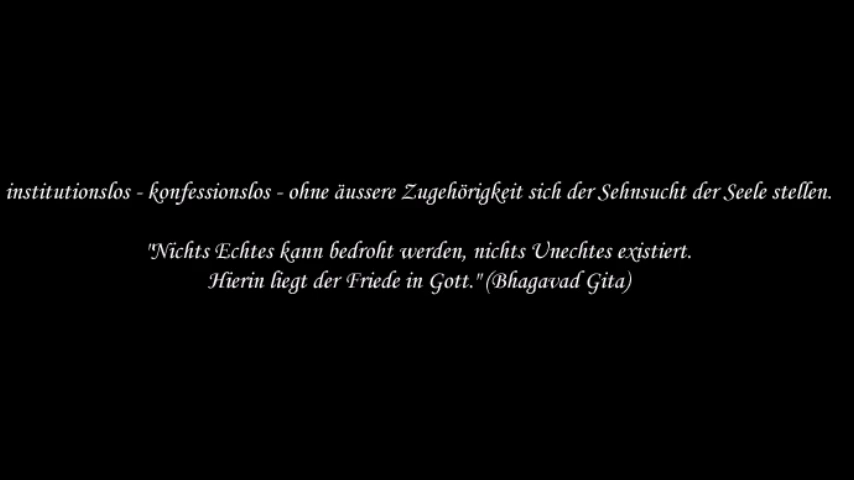 institutionslos - konfessionslos - ohne äussere Zugehörigkeit sich der Sehnsucht der Seele stellen.
"Nichts Echtes kann bedroht werden, nichts Unechtes existiert.
Hierin liegt der Friede in Gott." (Bhagavad Gita)